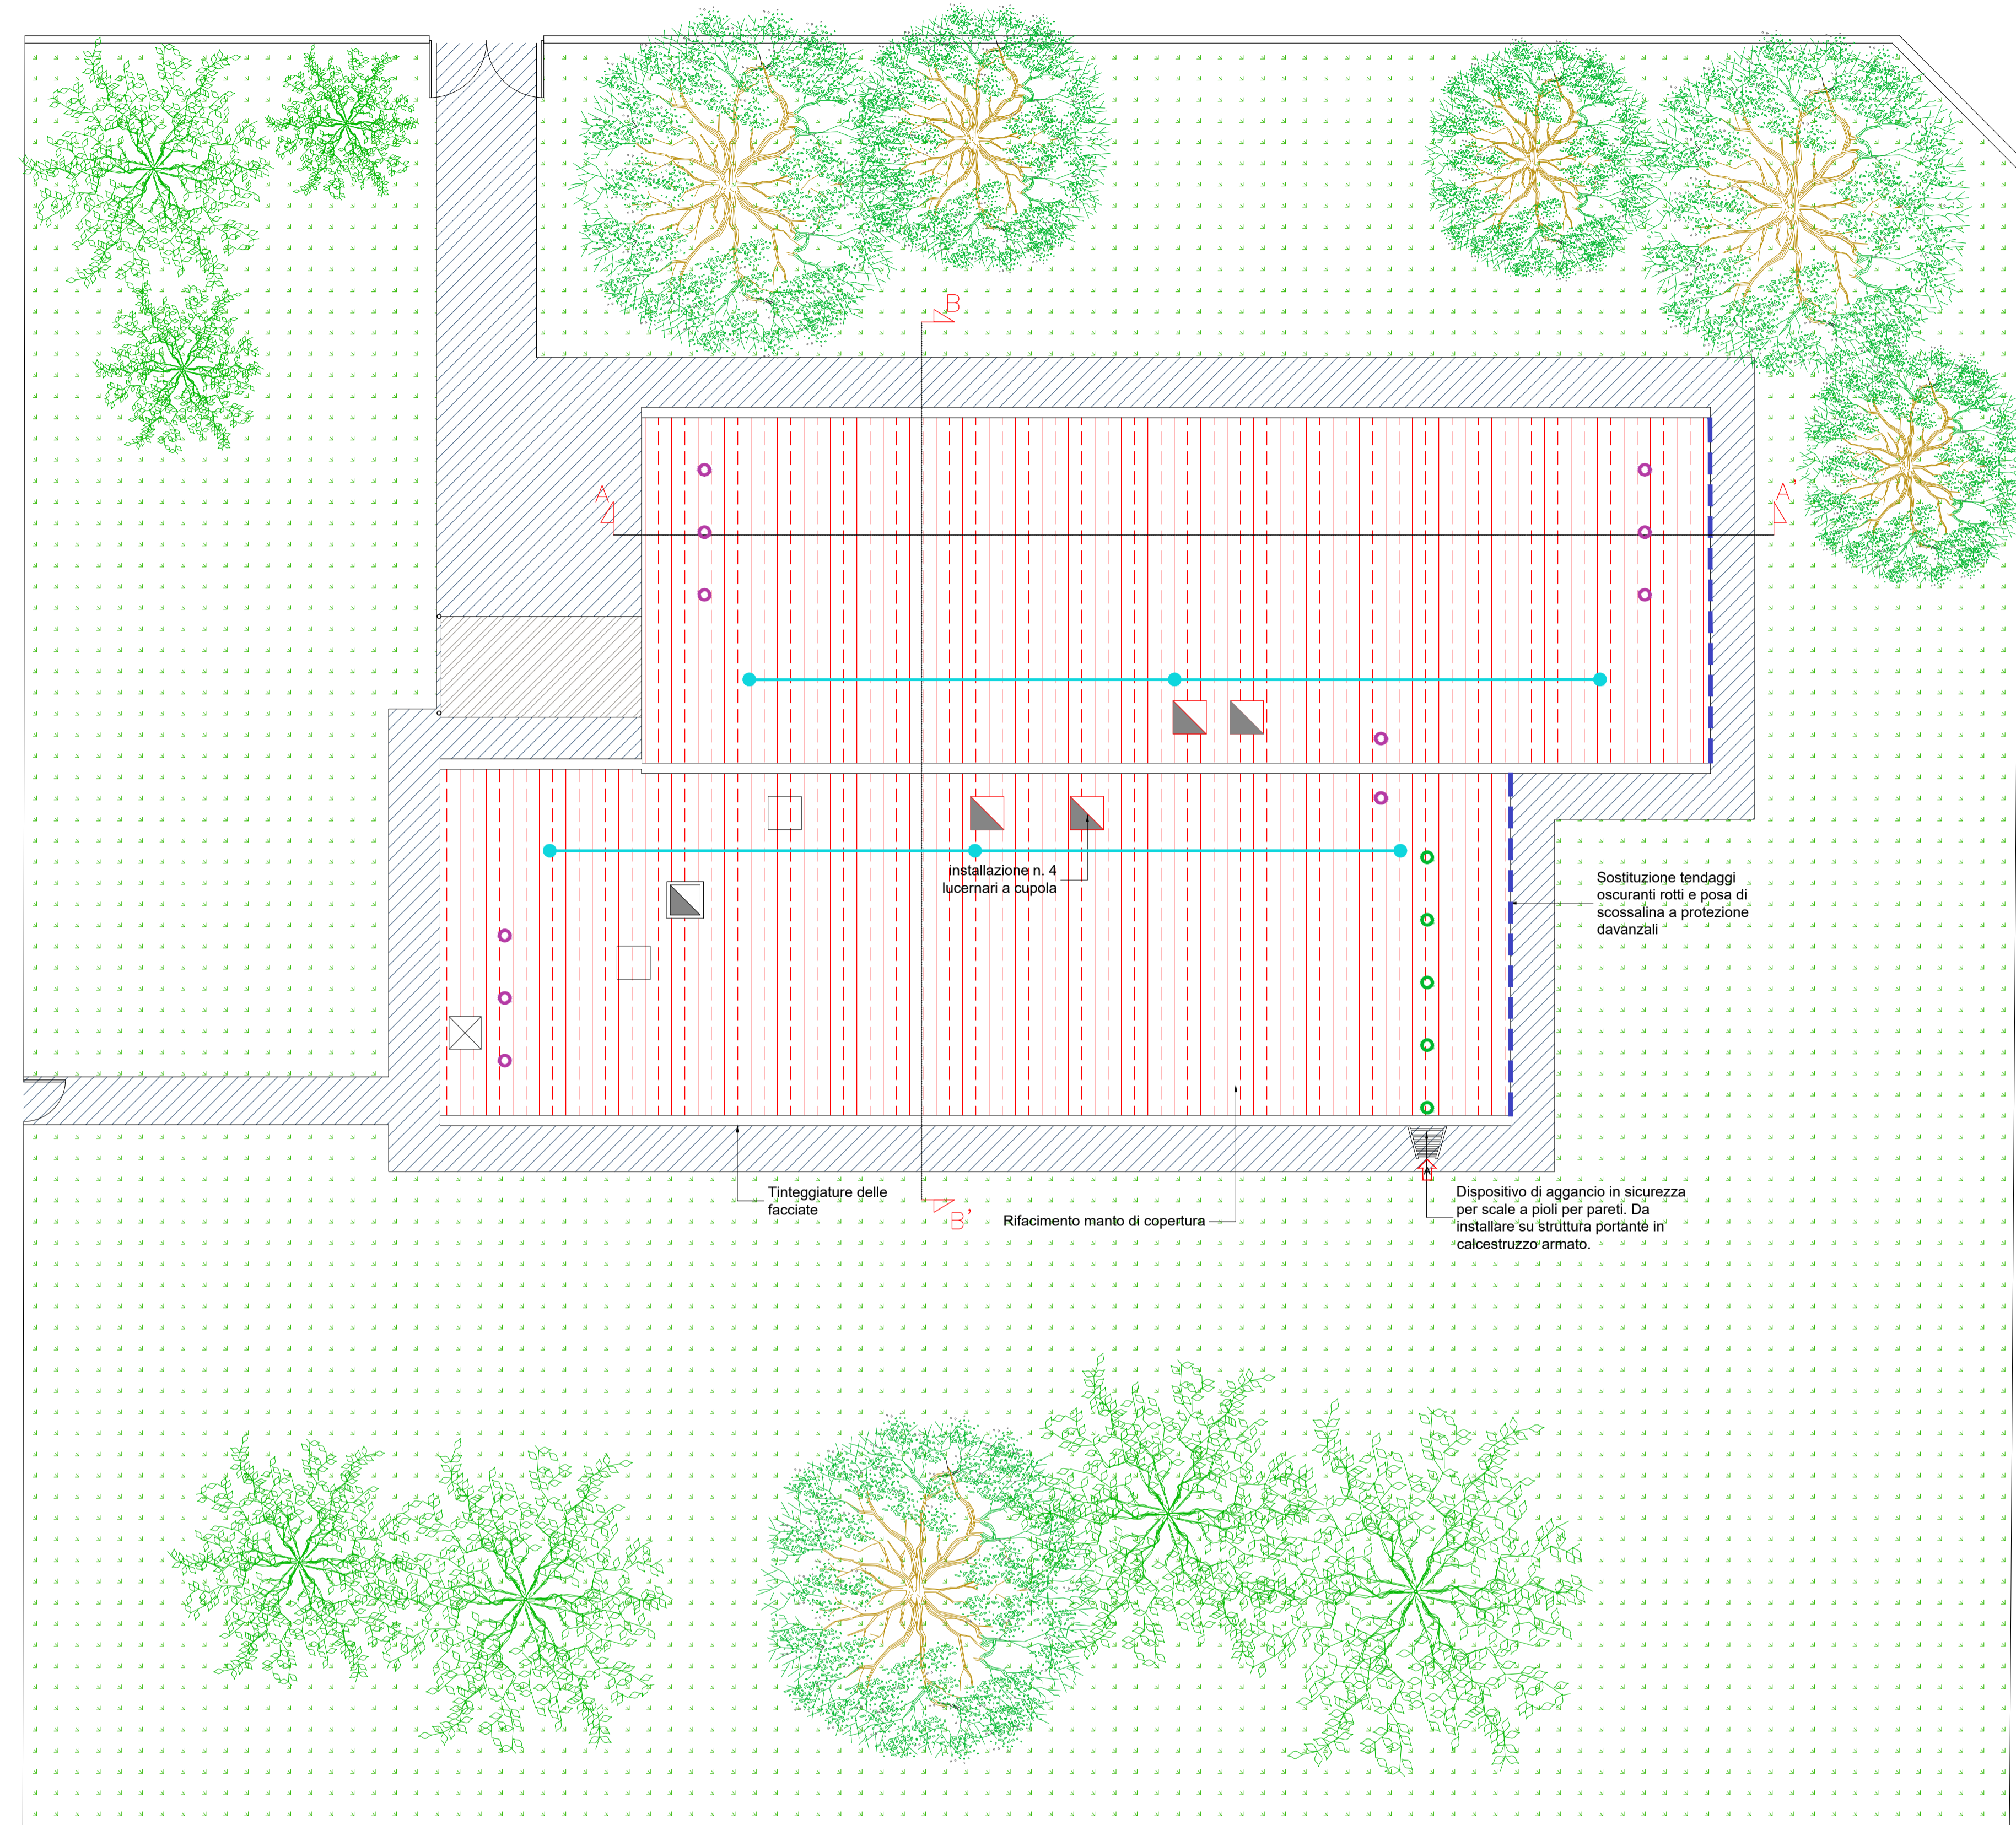 B
A
A'
installazione n. 4
lucernari a cupola
Sostituzione tendaggi
oscuranti rotti e posa di
scossalina a protezione
davanzali
A
Tinteggiature delle
facciate
B'
Rifacimento manto di copertura
Dispositivo di aggancio in sicurezza
per scale a pioli per pareti. Da
installare su struttura portante in
calcestruzzo armato.